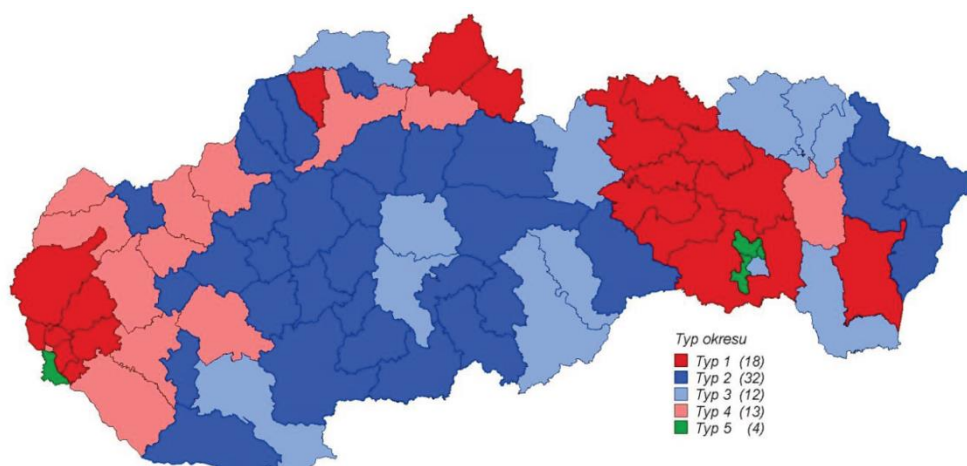 Typ okresu
Typ 1 (18)
Typ 2 (32)
Typ 3 (12)
Typ 4 (13)
Typ 5 (4)